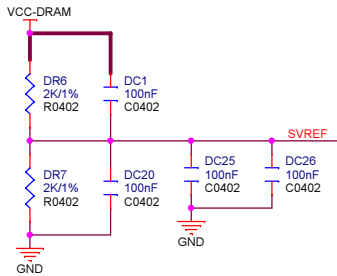 VCC-DRAM
DR6
2K/1%
R0402
DC1
100nF
C0402
SVREF
DR7
2K/1%
R0402
DC20
100nF
C0402
DC25
100nF
C0402
DC26
100nF
C0402
GND
GND